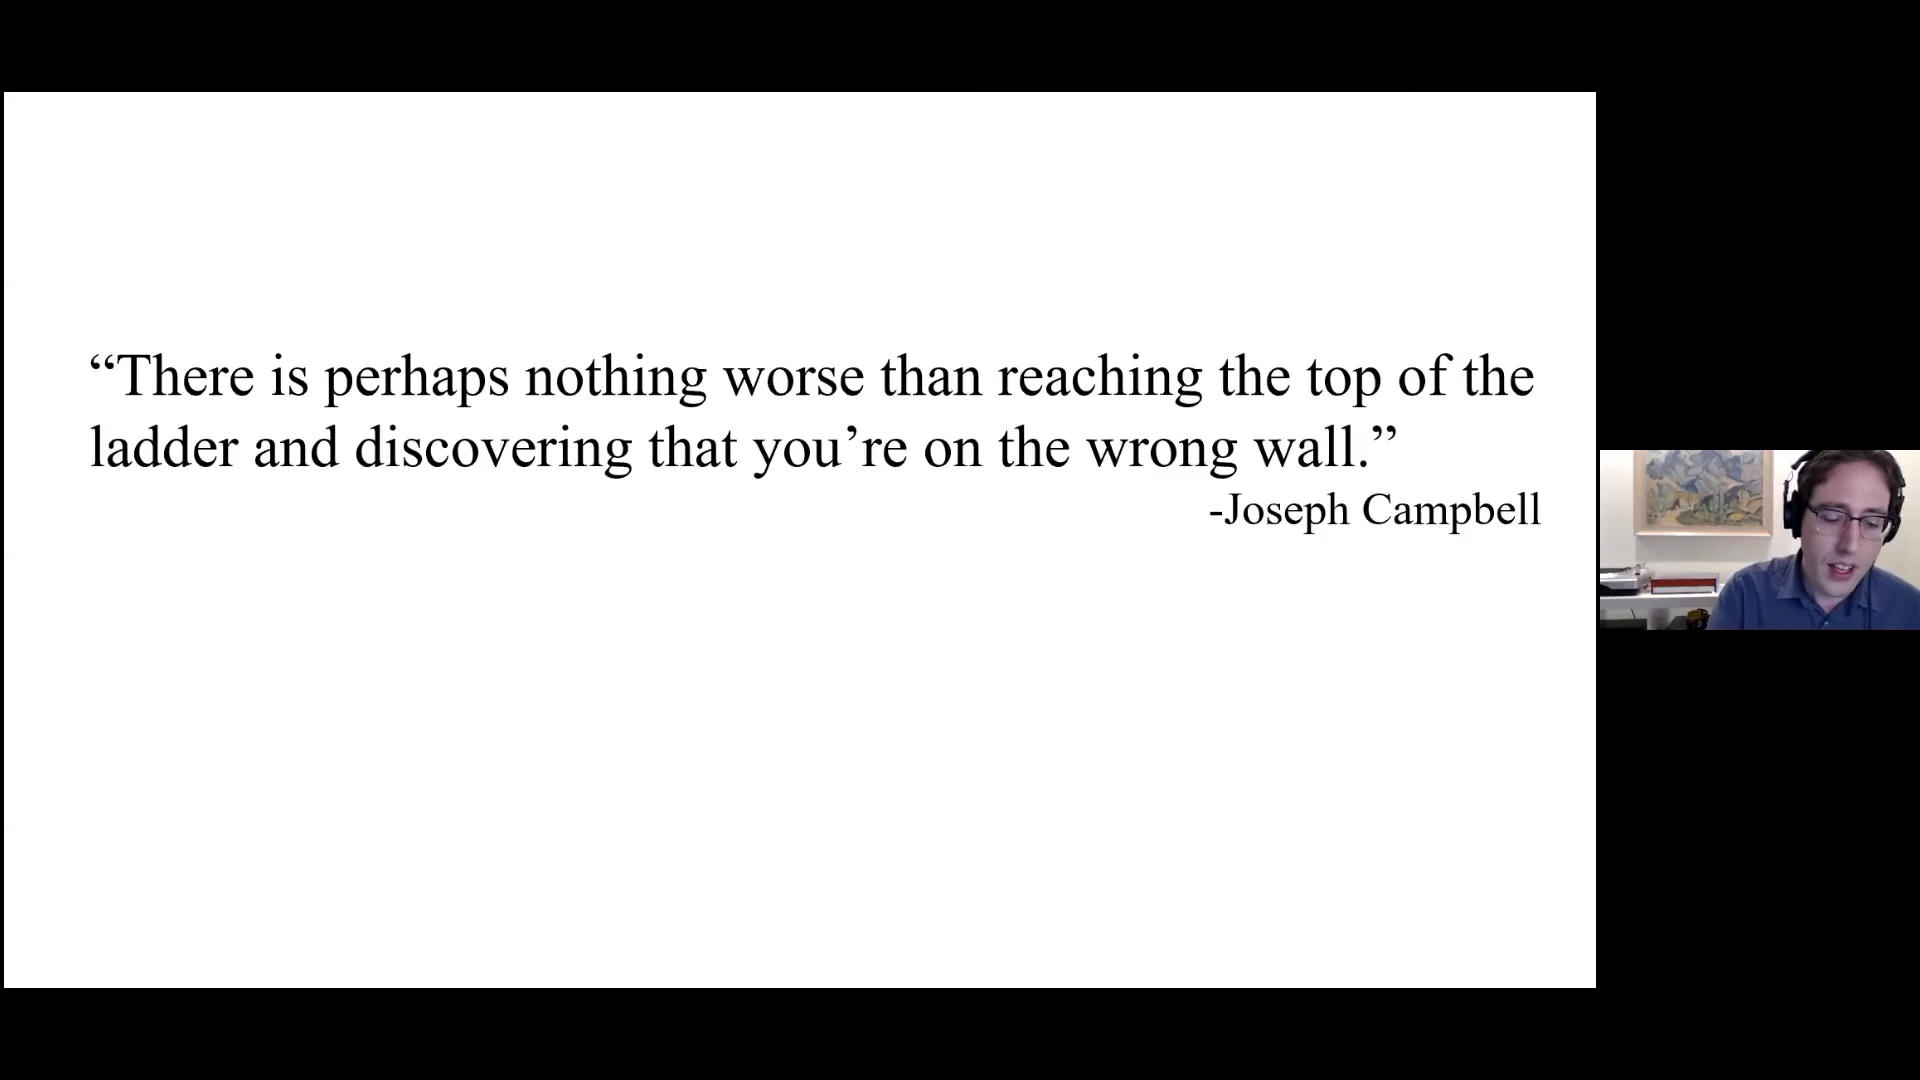 “There is perhaps nothing worse than reaching the top of the
ladder and discovering that you’re on the wrong wall.”
-Joseph Campbell